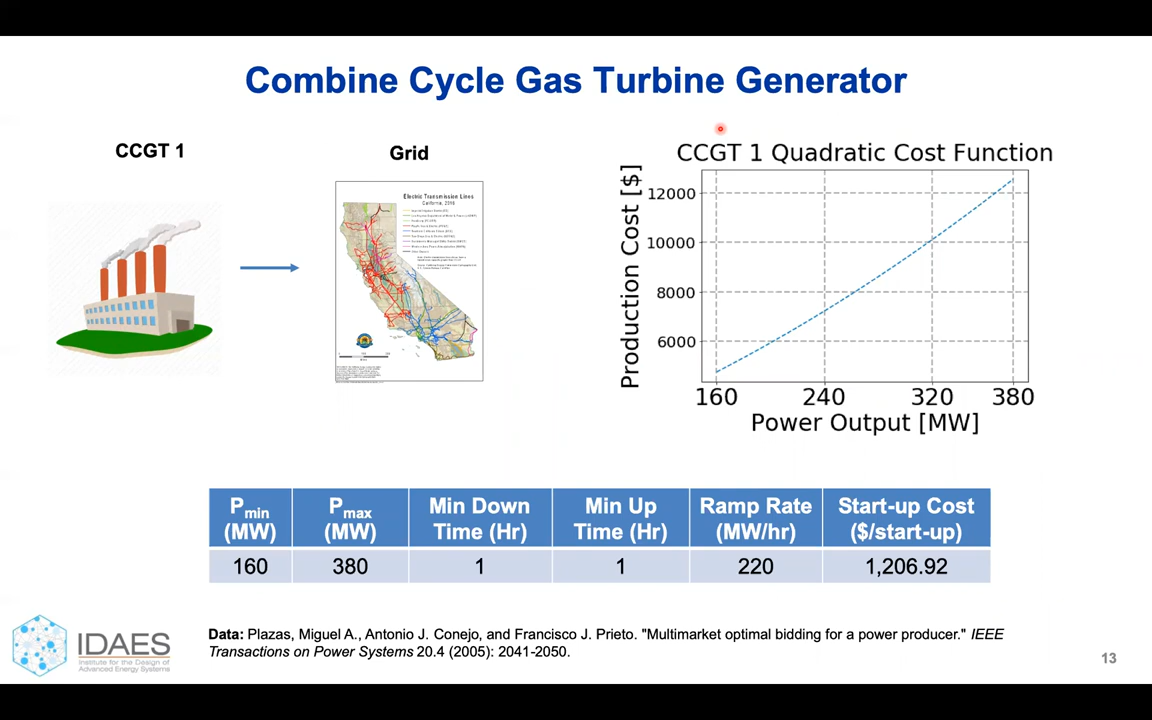 Combine Cycle Gas Turbine Generator
CCGT 1
Grid
Electric Transmission Lines
California, 2016
CCGT 1 Quadratic Cost Function
Production Cost [$]
12000
10000
8000
6000
160 240 320 380
Power Output [MW]
Pmin (MW) Pmax (MW) Min Down Time (Hr) Min Up Time (Hr) Ramp Rate (MW/hr) Start-up Cost ($/start-up)
160 380 1 1 220 1,206.92
IDAES
Institute for the Design of
Advanced Energy Systems
Data: Plazas, Miguel A., Antonio J. Conejo, and Francisco J. Prieto. "Multimarket optimal bidding for a power producer." IEEE
Transactions on Power Systems 20.4 (2005): 2041-2050.
13